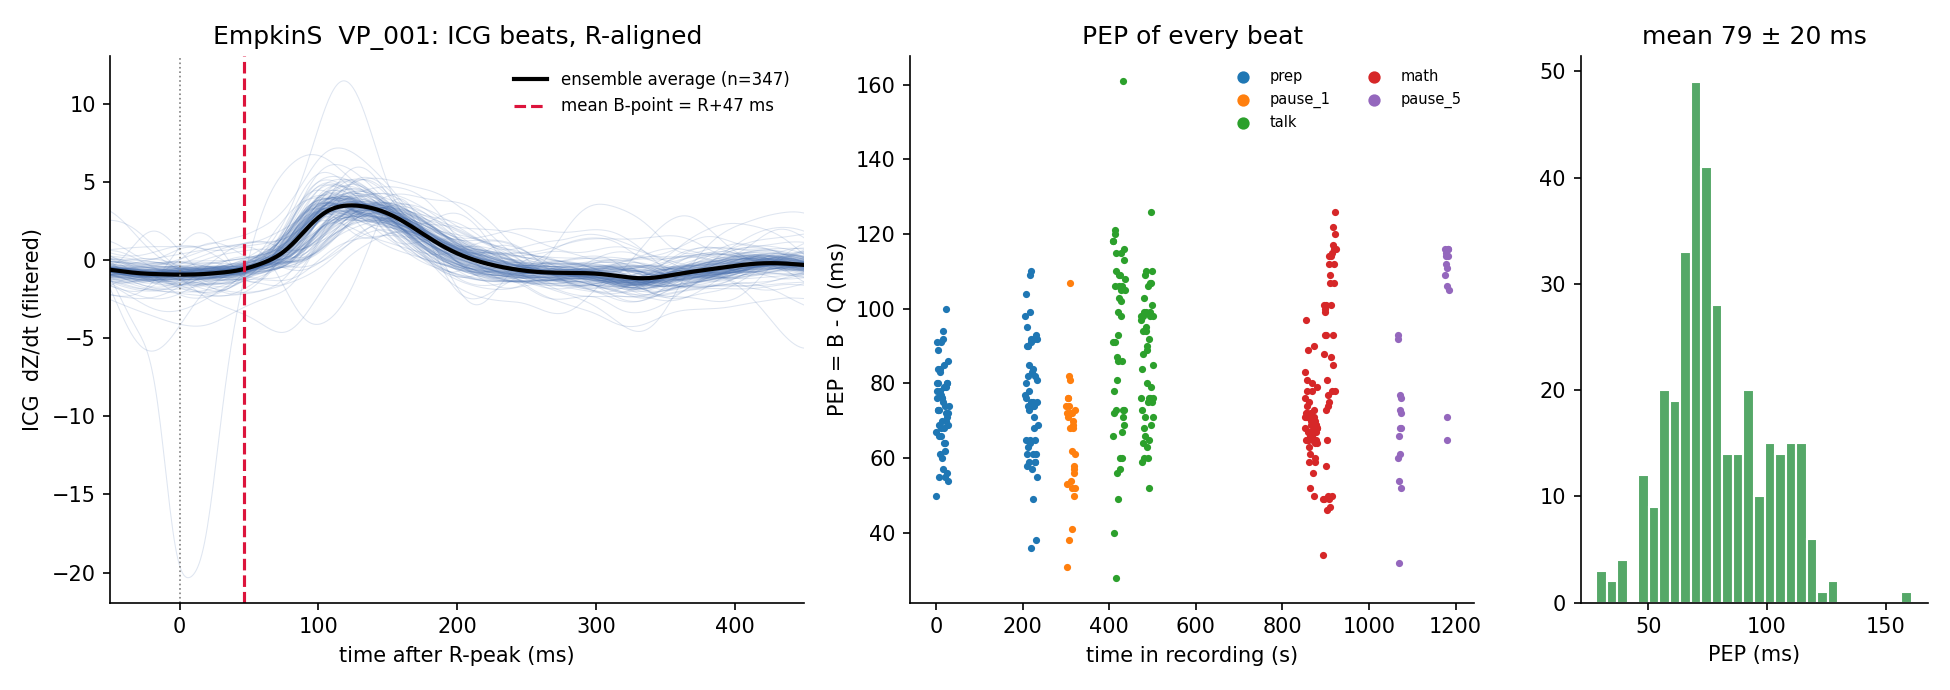 EmpkinS  VP_001: ICG beats, R-aligned
ICG  dZ/dt (filtered)
10
5
0
−5
−10
−15
−20
ensemble average (n=347)
mean B-point = R+47 ms
0
100
200
300
400
time after R-peak (ms)
PEP of every beat
PEP = B - Q (ms)
160
140
120
100
80
60
40
prep
pause_1
talk
math
pause_5
0
200
400
600
800
1000
1200
time in recording (s)
mean 79 ± 20 ms
50
40
30
20
10
0
50
100
150
PEP (ms)